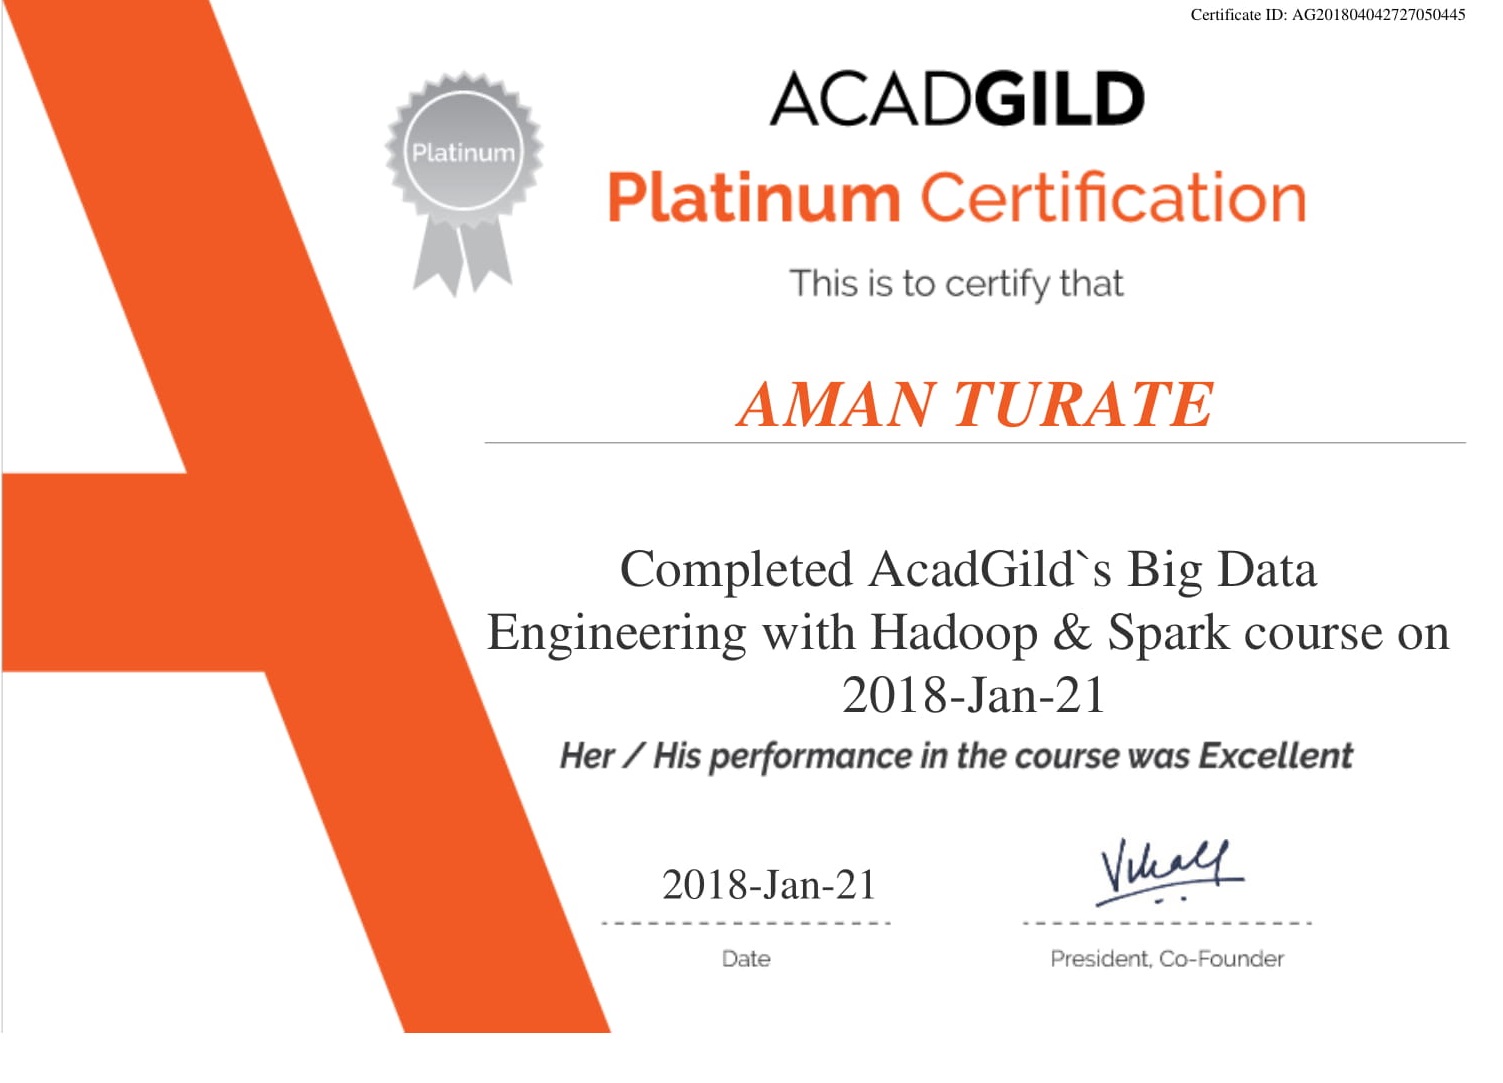 Certificate ID: AG201804042727050445
ACADGILD
Platinum
Platinum Certification
This is to certify that
AMAN TURATE
Completed AcadGild`s Big Data
Engineering with Hadoop & Spark course on
2018-Jan-21
Her / His performance in the course was Excellent
2018-Jan-21
Date
President, Co-Founder